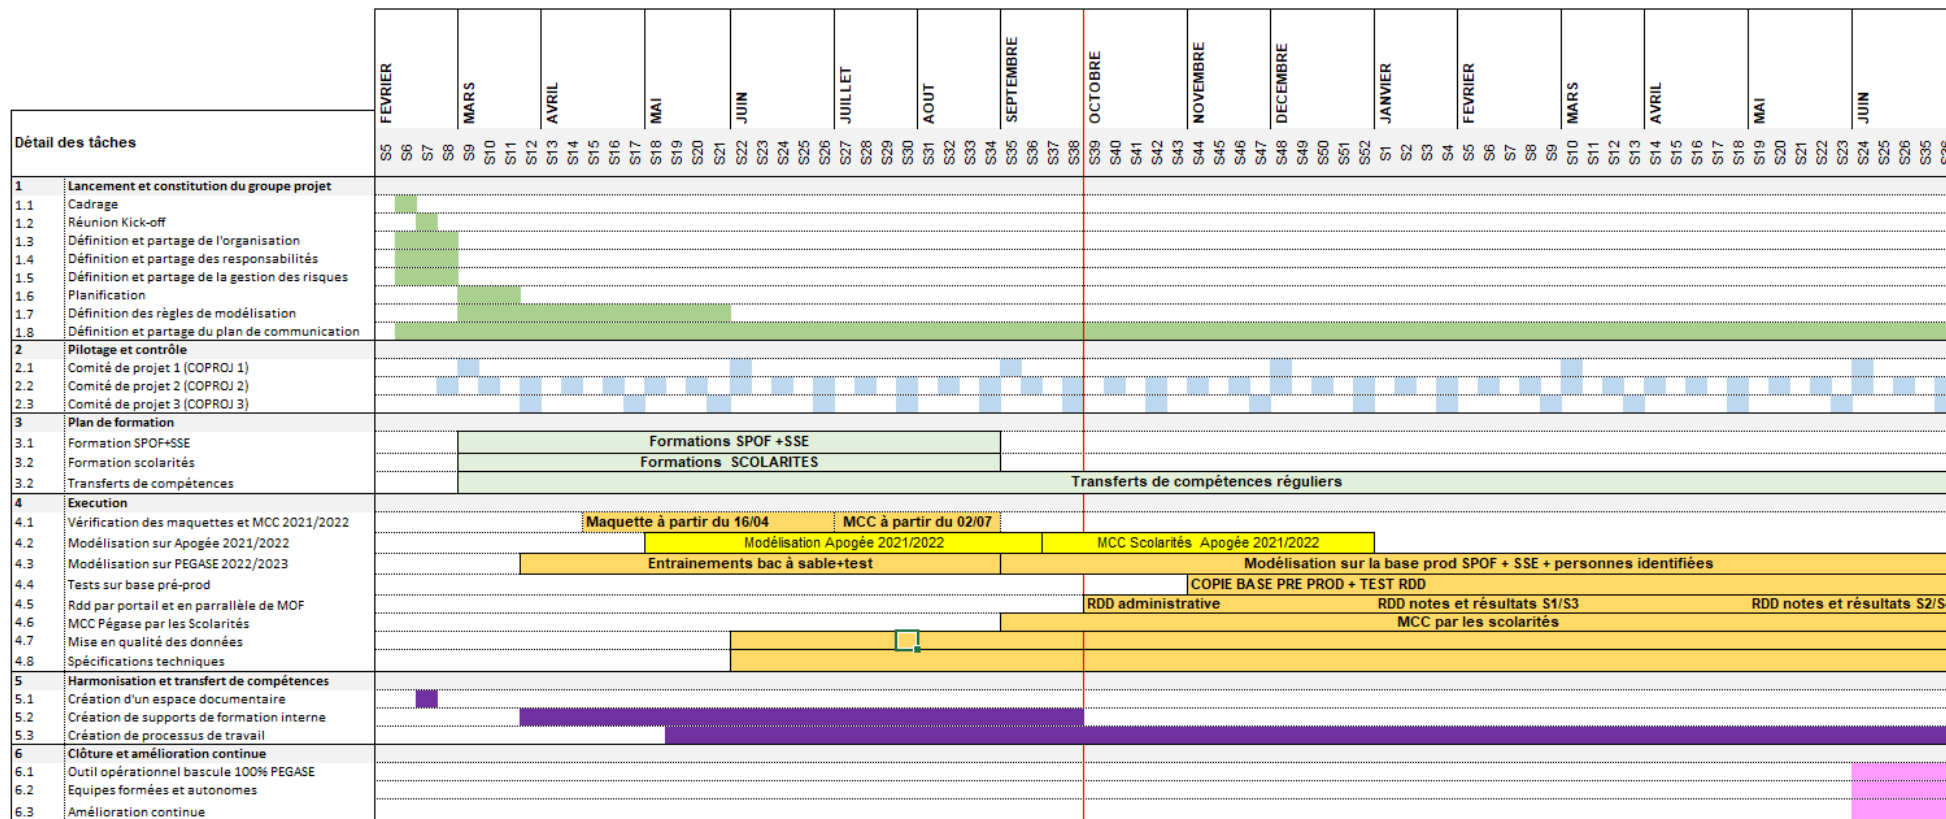 FEVRIER MARS AVRIL MAI JUIN JUILLET AOUT SEPTEMBRE OCTOBRE NOVEMBRE DECEMBRE JANVIER FEVRIER MARS AVRIL MAI JUIN
Détail des tâches
S5 S6 S7 S8 S9 S10 S11 S12 S13 S14 S15 S16 S17 S18 S19 S20 S21 S22 S23 S24 S25 S26 S27 S28 S29 S30 S31 S32 S33 S34 S35 S36 S37 S38 S39 S40 S41 S42 S43 S44 S45 S46 S47 S48 S49 S50 S51 S52 S1 S2 S3 S4 S5 S6 S7 S8 S9 S10 S11 S12 S13 S14 S15 S16 S17 S18 S19 S20 S21 S22 S23 S24 S25 S26 S35
1 Lancement et constitution du groupe projet
1.1 Cadrage
1.2 Réunion Kick-off
1.3 Définition et partage de l'organisation
1.4 Définition et partage des responsabilités
1.5 Définition et partage de la gestion des risques
1.6 Planification
1.7 Définition des règles de modélisation
1.8 Définition et partage du plan de communication
2 Pilotage et contrôle
2.1 Comité de projet 1 (COPROJ 1)
2.2 Comité de projet 2 (COPROJ 2)
2.3 Comité de projet 3 (COPROJ 3)
3 Plan de formation
3.1 Formation SPOF+SSE Formations SPOF +SSE
3.2 Formation scolarités Formations SCOLARITES
3.2 Transferts de compétences Transferts de compétences réguliers
4 Execution
4.1 Vérification des maquettes et MCC 2021/2022 Maquette à partir du 16/04 MCC à partir du 02/07
4.2 Modélisation sur Apogée 2021/2022 Modélisation Apogée 2021/2022 MCC Scolarités Apogée 2021/2022
4.3 Modélisation sur PEGASE 2022/2023 Entrainements bac à sable+test Modélisation sur la base prod SPOF + SSE + personnes identifiées
4.4 Tests sur base pré-prod COPIE BASE PRE PROD + TEST RDD
4.5 Rdd par portail et en parrallèle de MOF RDD administrative RDD notes et résultats S1/S3 RDD notes et résultats S2/S
4.6 MCC Pégase par les Scolarités MCC par les scolarités
4.7 Mise en qualité des données
4.8 Spécifications techniques
5 Harmonisation et transfert de compétences
5.1 Création d'un espace documentaire
5.2 Création de supports de formation interne
5.3 Création de processus de travail
6 Clôture et amélioration continue
6.1 Outil opérationnel bascule 100% PEGASE
6.2 Equipes formées et autonomes
6.3 Amélioration continue